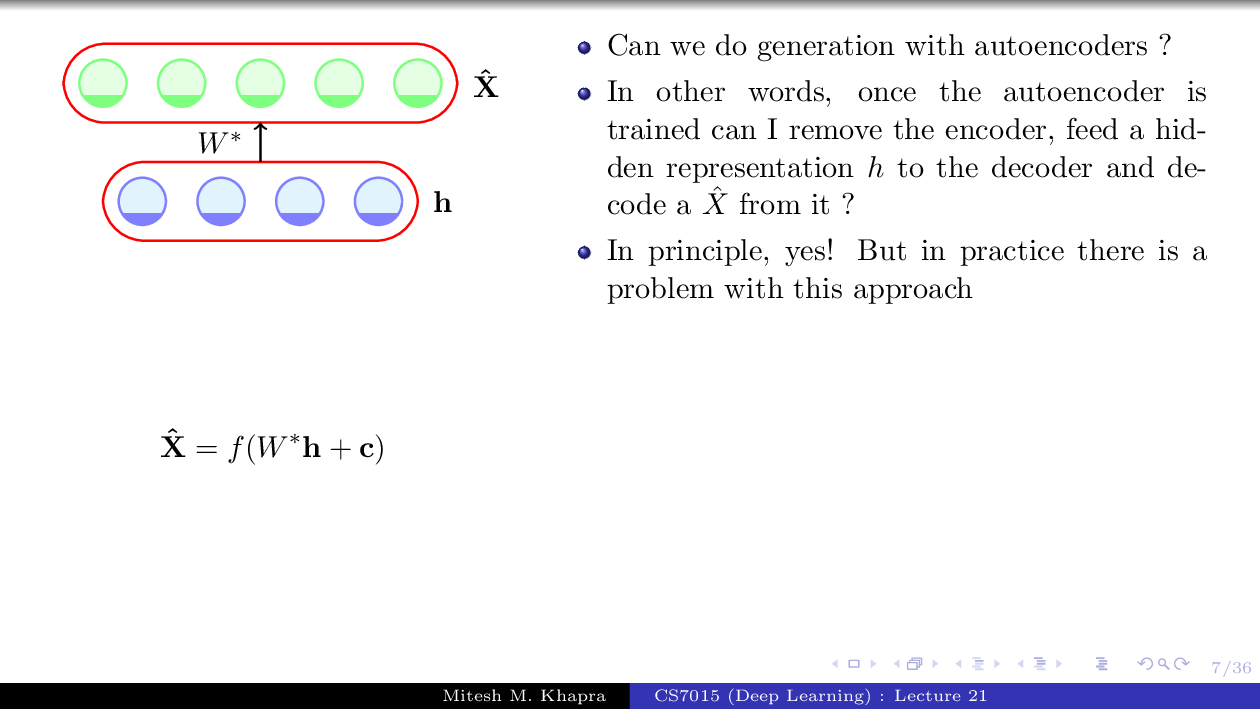 X̂
W*
h
X̂ = f(W*h + c)
Can we do generation with autoencoders ?
In other words, once the autoencoder is
trained can I remove the encoder, feed a hid-
den representation h to the decoder and de-
code a X̂ from it ?
In principle, yes! But in practice there is a
problem with this approach
7/36
Mitesh M. Khapra
CS7015 (Deep Learning) : Lecture 21